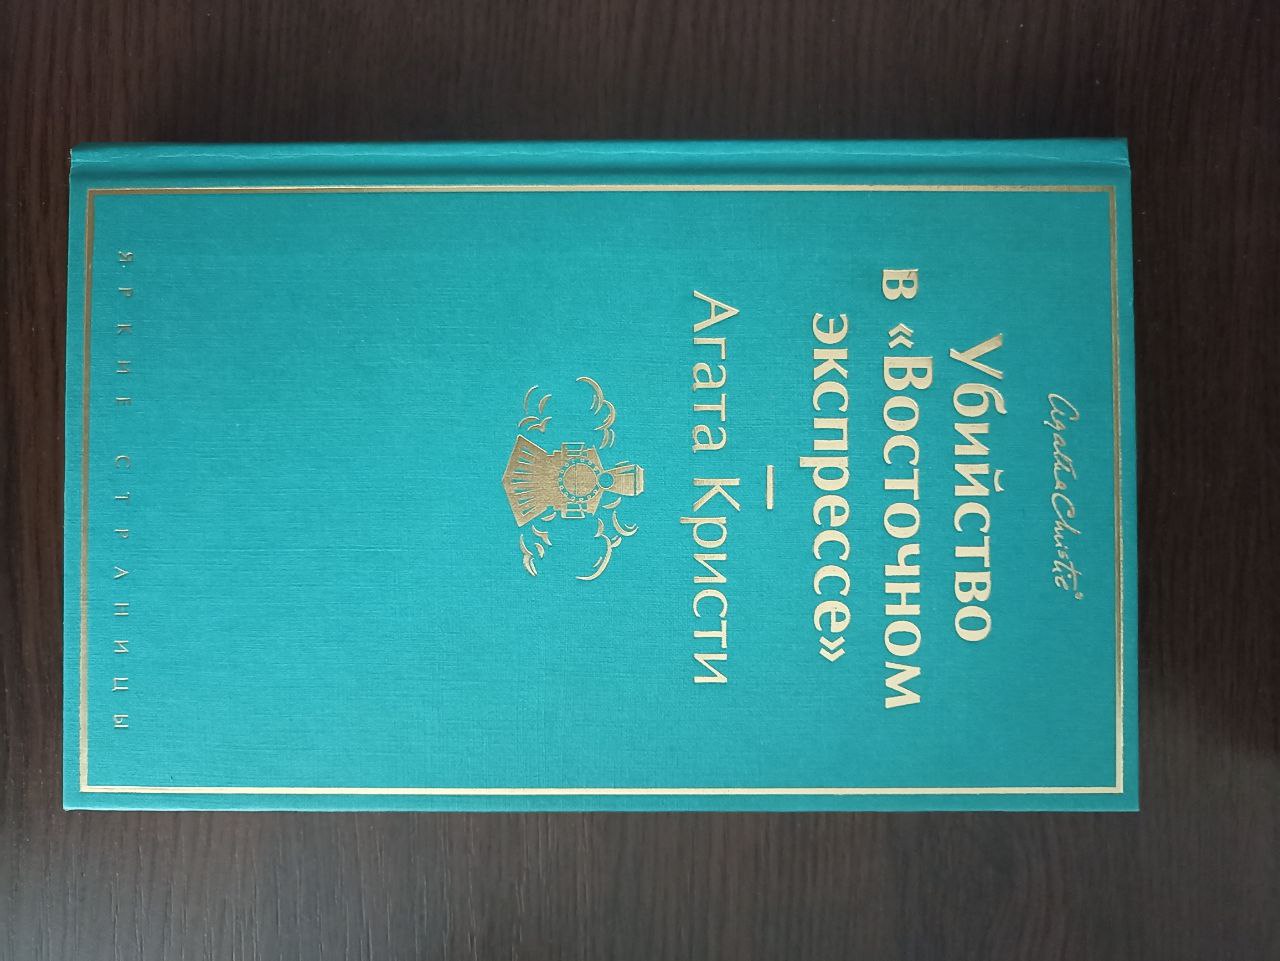 Agatha Christie®
Убийство
в «Восточном
экспрессе»
Агата Кристи
ЯРКИЕ СТРАНИЦЫ